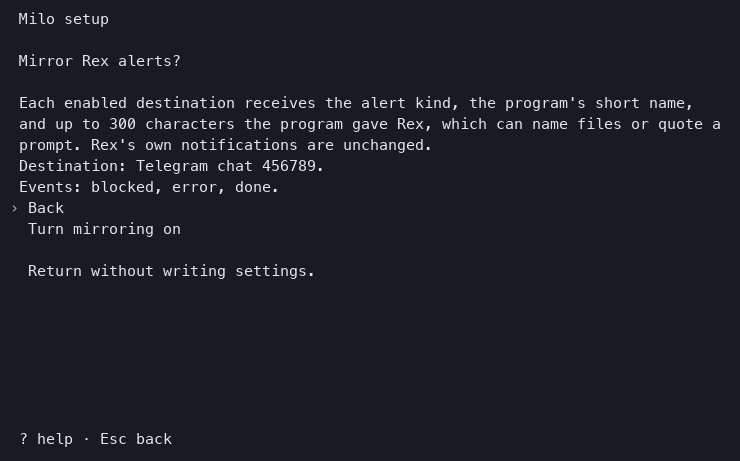 Milo setup
Mirror Rex alerts?
Each enabled destination receives the alert kind, the program's short name,
and up to 300 characters the program gave Rex, which can name files or quote a
prompt. Rex's own notifications are unchanged.
Destination: Telegram chat 456789.
Events: blocked, error, done.
› Back
Turn mirroring on
Return without writing settings.
? help · Esc back